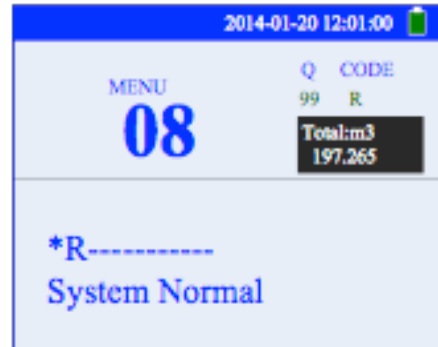 2014-01-20 12:01:00
MENU
08
Q CODE
99 R
Total:m3
197.265
*R-----------
System Normal